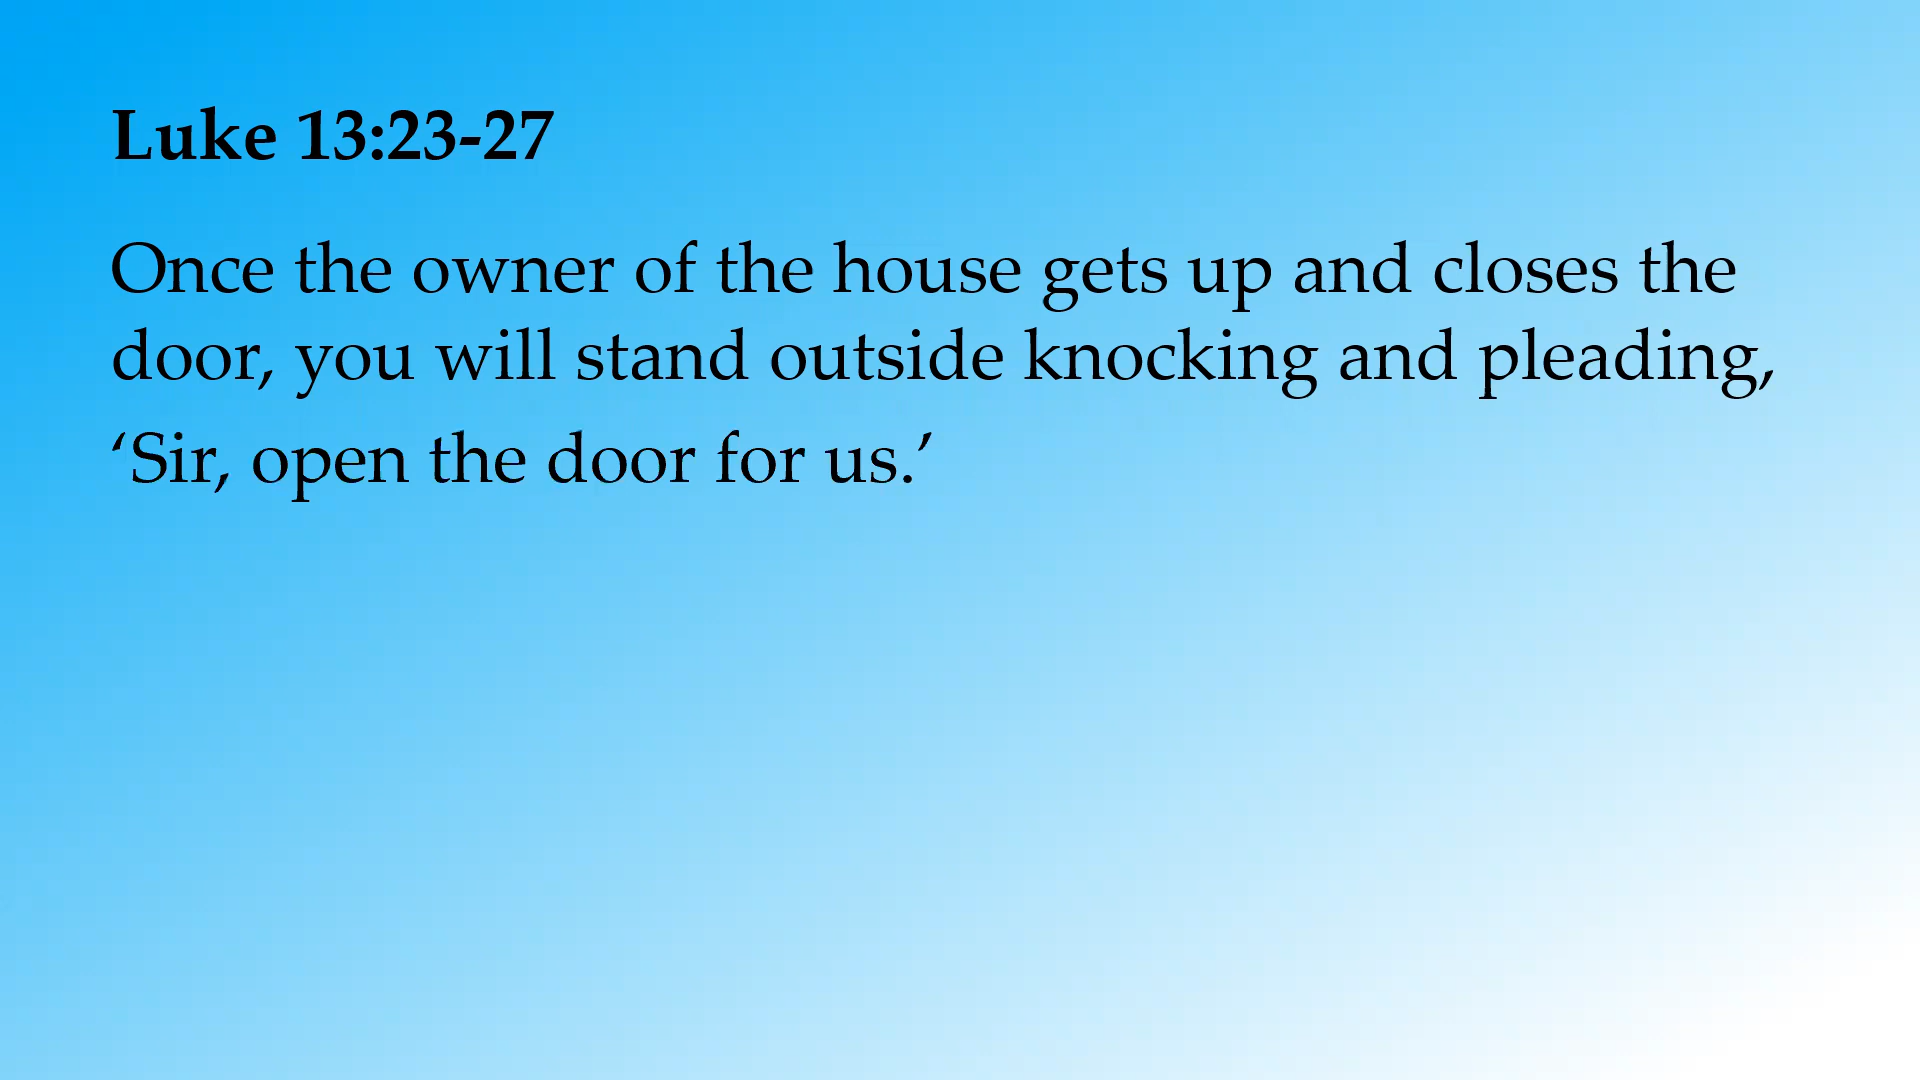 Luke 13:23-27
Once the owner of the house gets up and closes the
door, you will stand outside knocking and pleading,
‘Sir, open the door for us.’